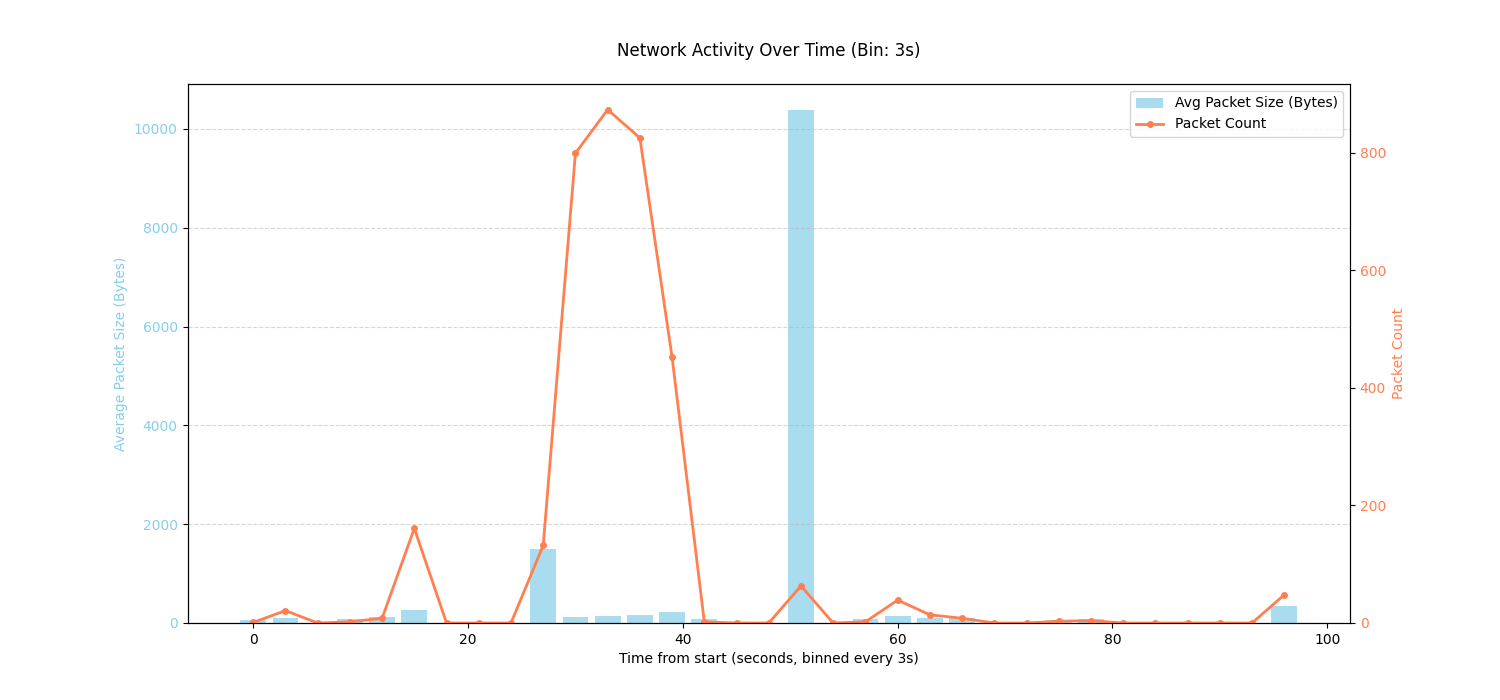 Network Activity Over Time (Bin: 3s)
Avg Packet Size (Bytes)
Packet Count
Average Packet Size (Bytes)
10000
8000
6000
4000
2000
0
800
600
400
200
0
Packet Count
0 20 40 60 80 100
Time from start (seconds, binned every 3s)